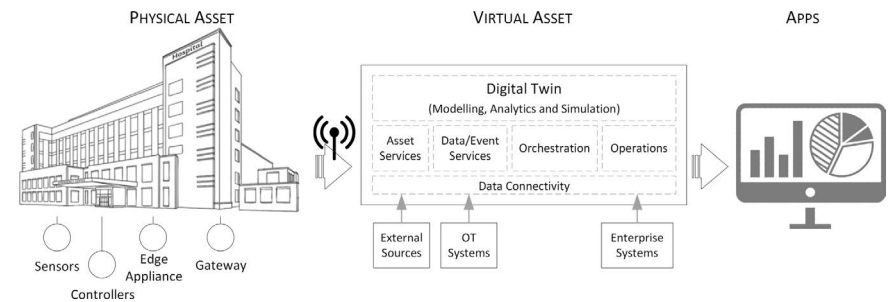 PHYSICAL ASSET
VIRTUAL ASSET
APPS
Hospital
Digital Twin
(Modelling, Analytics and Simulation)
Asset
Services
Data/Event
Services
Orchestration
Operations
Data Connectivity
External
Sources
OT
Systems
Enterprise
Systems
Sensors
Controllers
Edge
Appliance
Gateway